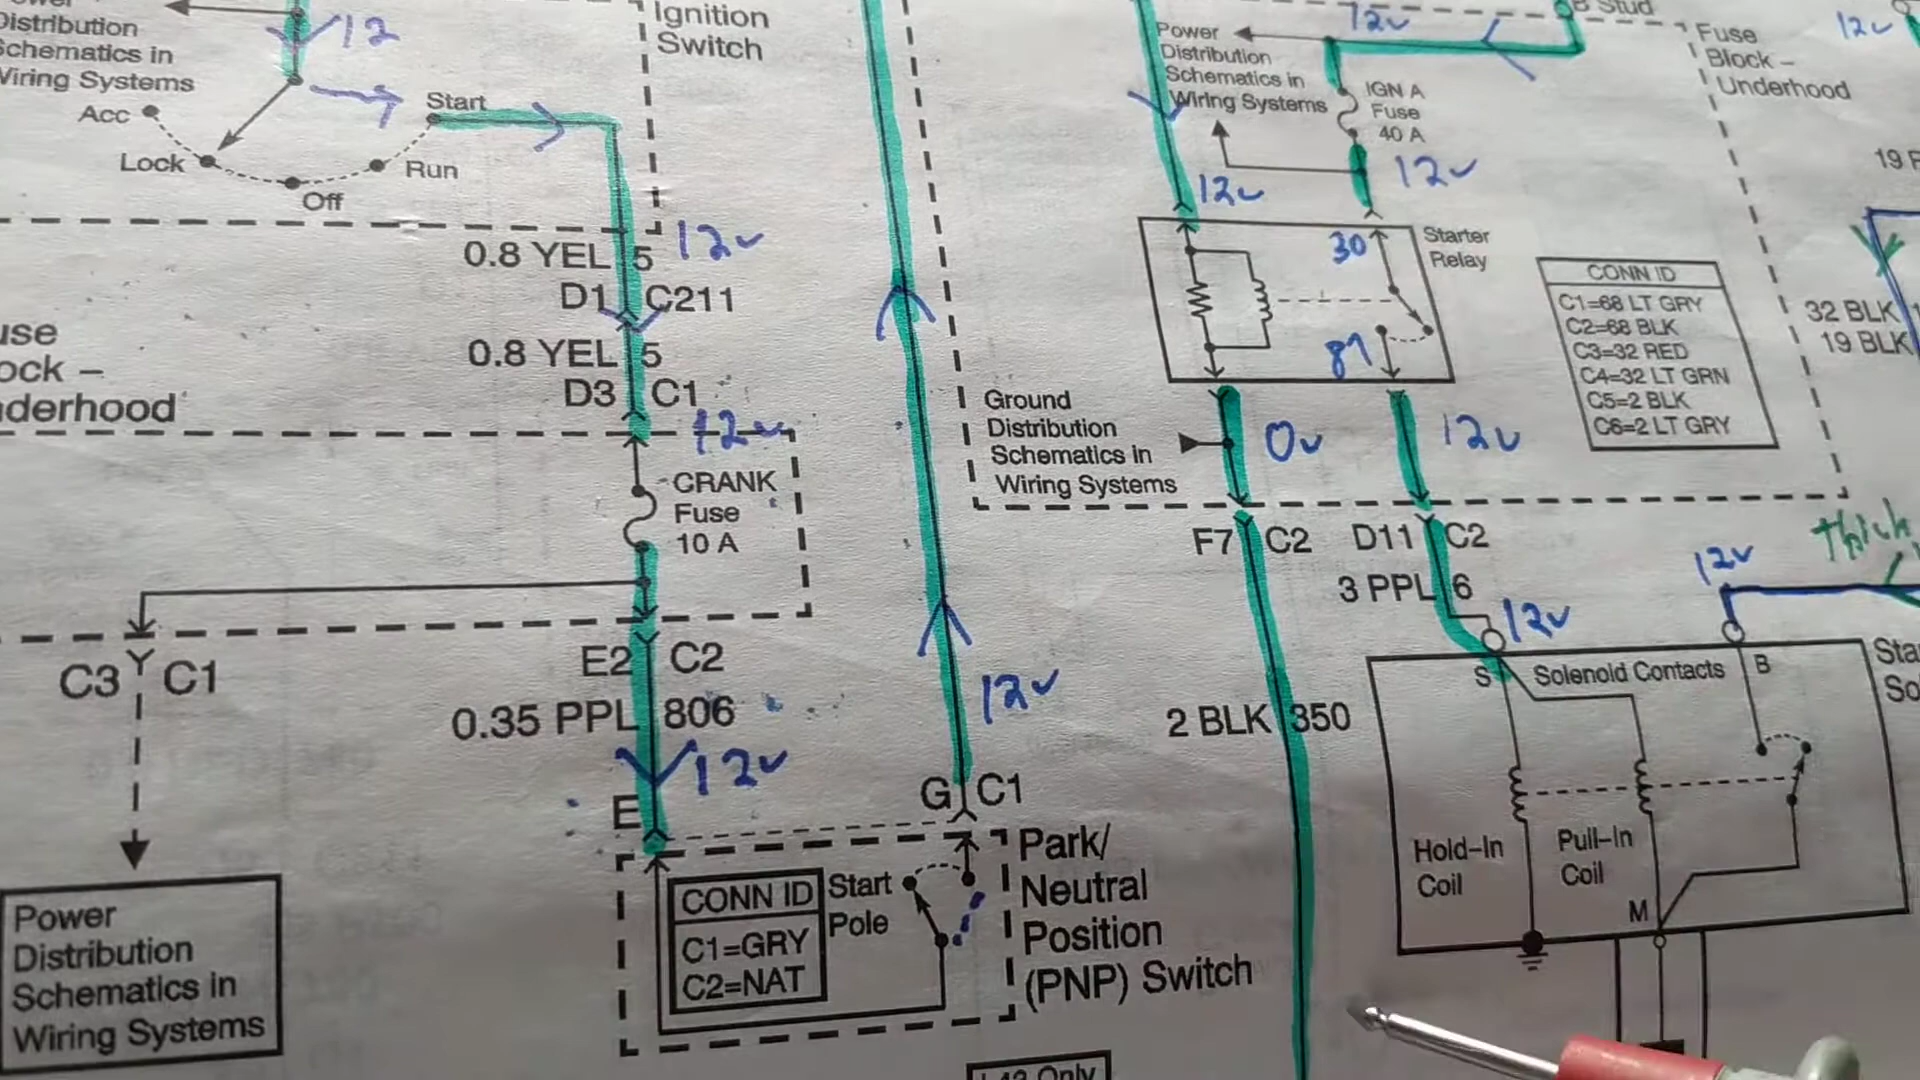 Distribution
Schematics in
Wiring Systems
12
Ignition
Switch
Acc
Start
Lock
Run
Off
0.8 YEL 5
12v
D1 C211
0.8 YEL 5
D3 C1
12v
CRANK
Fuse
10 A
C3 C1
E2 C2
0.35 PPL 806
12v
E
G C1
12v
Power
Distribution
Schematics in
Wiring Systems
CONN ID
C1=GRY
C2=NAT
Start
Pole
Park/
Neutral
Position
(PNP) Switch
Power
Distribution
Schematics in
Wiring Systems
12v
B Stud
Fuse
Block –
Underhood
12v
IGN A
Fuse
40 A
12v
12v
30
87
Starter
Relay
CONN ID
C1=68 LT GRY
C2=68 BLK
C3=32 RED
C4=32 LT GRN
C5=2 BLK
C6=2 LT GRY
32 BLK
19 BLK
Ground
Distribution
Schematics in
Wiring Systems
0v
12v
F7 C2
D11 C2
3 PPL 6
12v
12v
Thick
2 BLK 350
S
Solenoid Contacts
B
Hold–In
Coil
Pull–In
Coil
M
Only